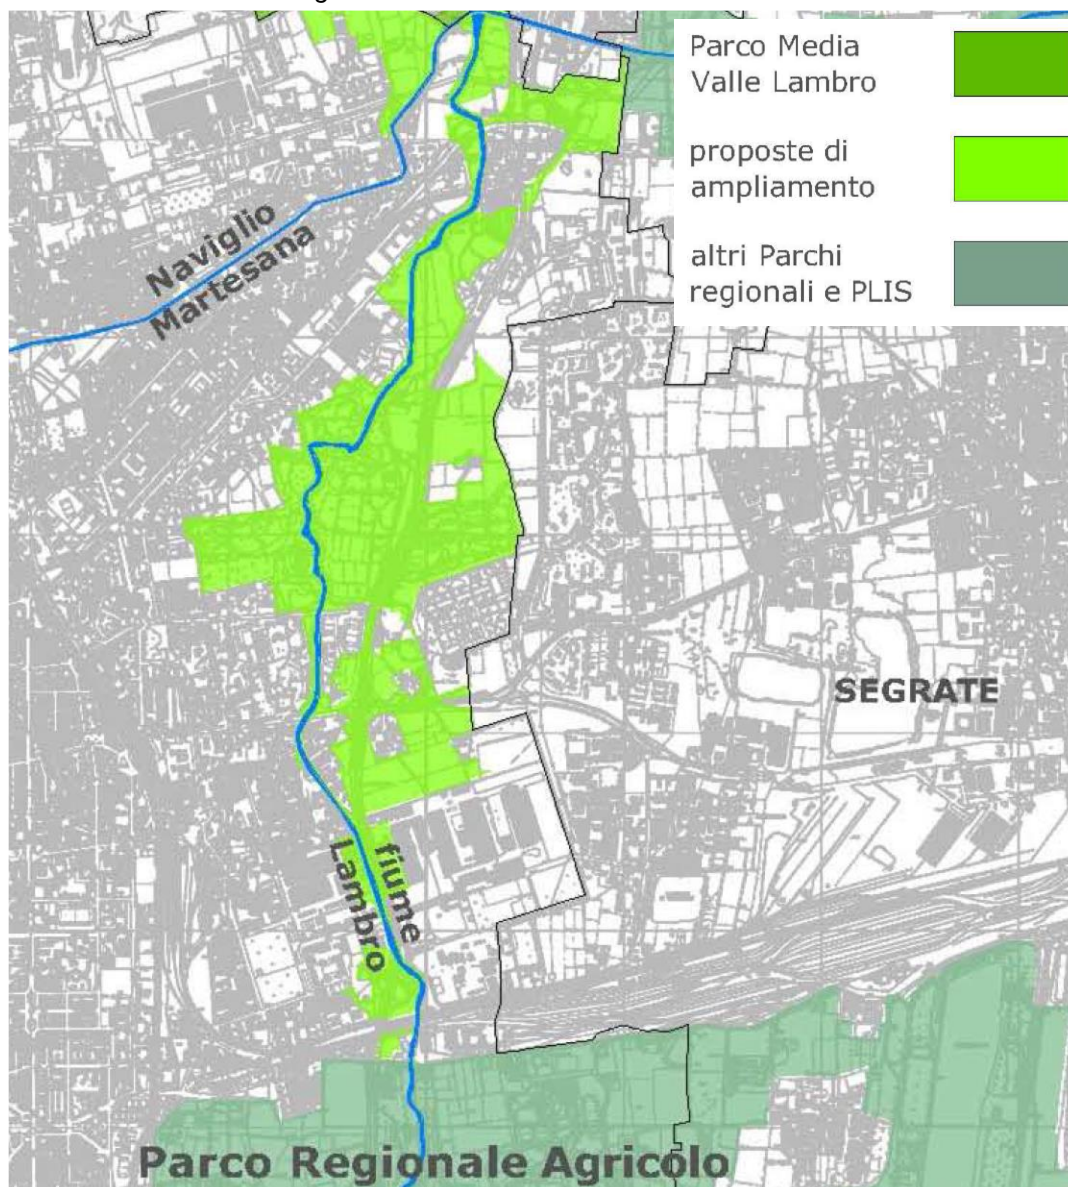 Parco Media
Valle Lambro
proposte di
ampliamento
altri Parchi
regionali e PLIS
Naviglio
Martesana
SEGRATE
fiume
Lambro
Parco Regionale Agricolo